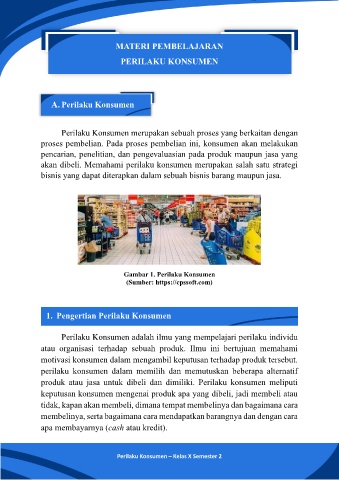 MATERI PEMBELAJARAN
PERILAKU KONSUMEN
A. Perilaku Konsumen
Perilaku Konsumen merupakan sebuah proses yang berkaitan dengan
proses pembelian. Pada proses pembelian ini, konsumen akan melakukan
pencarian, penelitian, dan pengevaluasian pada produk maupun jasa yang
akan dibeli. Memahami perilaku konsumen merupakan salah satu strategi
bisnis yang dapat diterapkan dalam sebuah bisnis barang maupun jasa.
Gambar 1. Perilaku Konsumen
(Sumber: https://cpssoft.com)
1. Pengertian Perilaku Konsumen
Perilaku Konsumen adalah ilmu yang mempelajari perilaku individu
atau organisasi terhadap sebuah produk. Ilmu ini bertujuan memahami
motivasi konsumen dalam mengambil keputusan terhadap produk tersebut.
perilaku konsumen dalam memilih dan memutuskan beberapa alternatif
produk atau jasa untuk dibeli dan dimiliki. Perilaku konsumen meliputi
keputusan konsumen mengenai produk apa yang dibeli, jadi membeli atau
tidak, kapan akan membeli, dimana tempat membelinya dan bagaimana cara
membelinya, serta bagaimana cara mendapatkan barangnya dan dengan cara
apa membayarnya (cash atau kredit).
Perilaku Konsumen – Kelas X Semester 2